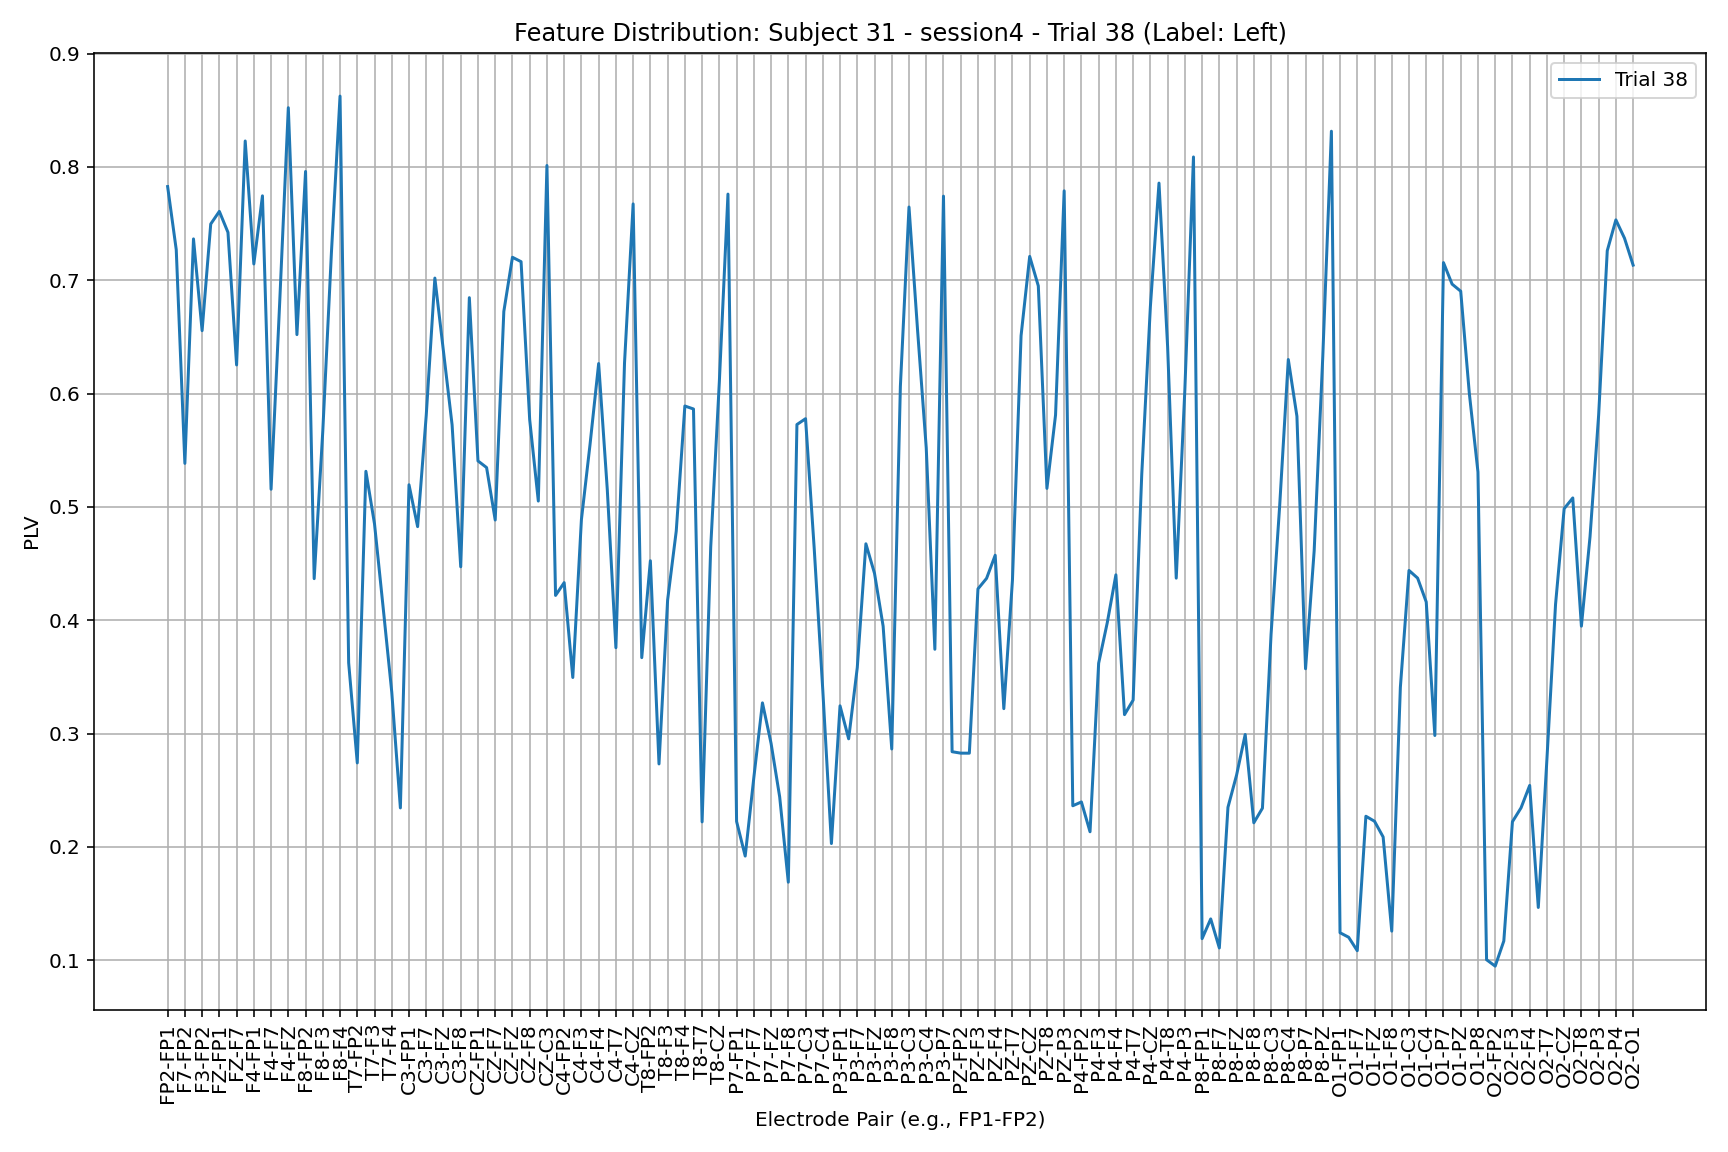 Feature Distribution: Subject 31 - session4 - Trial 38 (Label: Left)
Trial 38
PLV
0.9
0.8
0.7
0.6
0.5
0.4
0.3
0.2
0.1
FP2-FP1
F7-FP2
F3-FP2
FZ-FP1
FZ-F7
F4-FP1
F4-F7
F4-FZ
F8-FP2
F8-F3
F8-F4
T7-FP2
T7-F3
T7-F4
C3-FP1
C3-F7
C3-FZ
C3-F8
CZ-FP1
CZ-F7
CZ-FZ
CZ-F8
CZ-C3
C4-FP2
C4-F3
C4-F4
C4-T7
C4-CZ
T8-FP2
T8-F3
T8-F4
T8-T7
T8-CZ
P7-FP1
P7-F7
P7-FZ
P7-F8
P7-C3
P7-C4
P3-FP1
P3-F7
P3-FZ
P3-F8
P3-C3
P3-C4
P3-P7
PZ-FP2
PZ-F3
PZ-F4
PZ-T7
PZ-CZ
PZ-T8
PZ-P3
P4-FP2
P4-F3
P4-F4
P4-T7
P4-CZ
P4-T8
P4-P3
P8-FP1
P8-F7
P8-FZ
P8-F8
P8-C3
P8-C4
P8-P7
P8-PZ
O1-FP1
O1-F7
O1-FZ
O1-F8
O1-C3
O1-C4
O1-P7
O1-PZ
O1-P8
O2-FP2
O2-F3
O2-F4
O2-T7
O2-CZ
O2-T8
O2-P3
O2-P4
O2-O1
Electrode Pair (e.g., FP1-FP2)